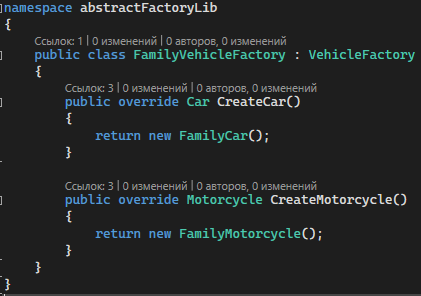 namespace abstractFactoryLib
{
Ссылок: 1 | 0 изменений | 0 авторов, 0 изменений
public class FamilyVehicleFactory : VehicleFactory
{
Ссылок: 3 | 0 изменений | 0 авторов, 0 изменений
public override Car CreateCar()
{
return new FamilyCar();
}
Ссылок: 3 | 0 изменений | 0 авторов, 0 изменений
public override Motorcycle CreateMotorcycle()
{
return new FamilyMotorcycle();
}
}
}